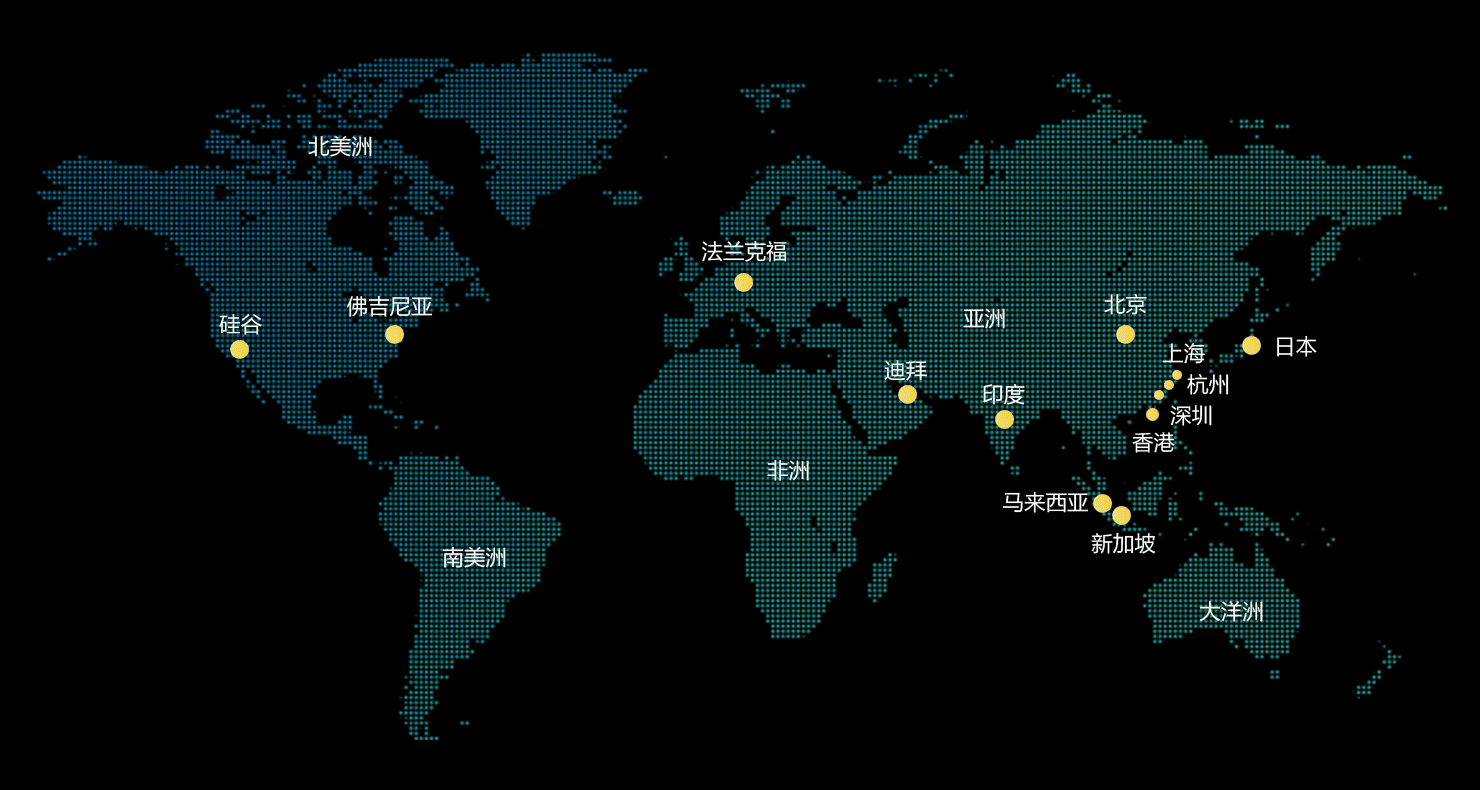 北美洲
法兰克福
佛吉尼亚
北京
硅谷
亚洲
日本
上海
迪拜
杭州
印度
深圳
香港
非洲
马来西亚
新加坡
南美洲
大洋洲